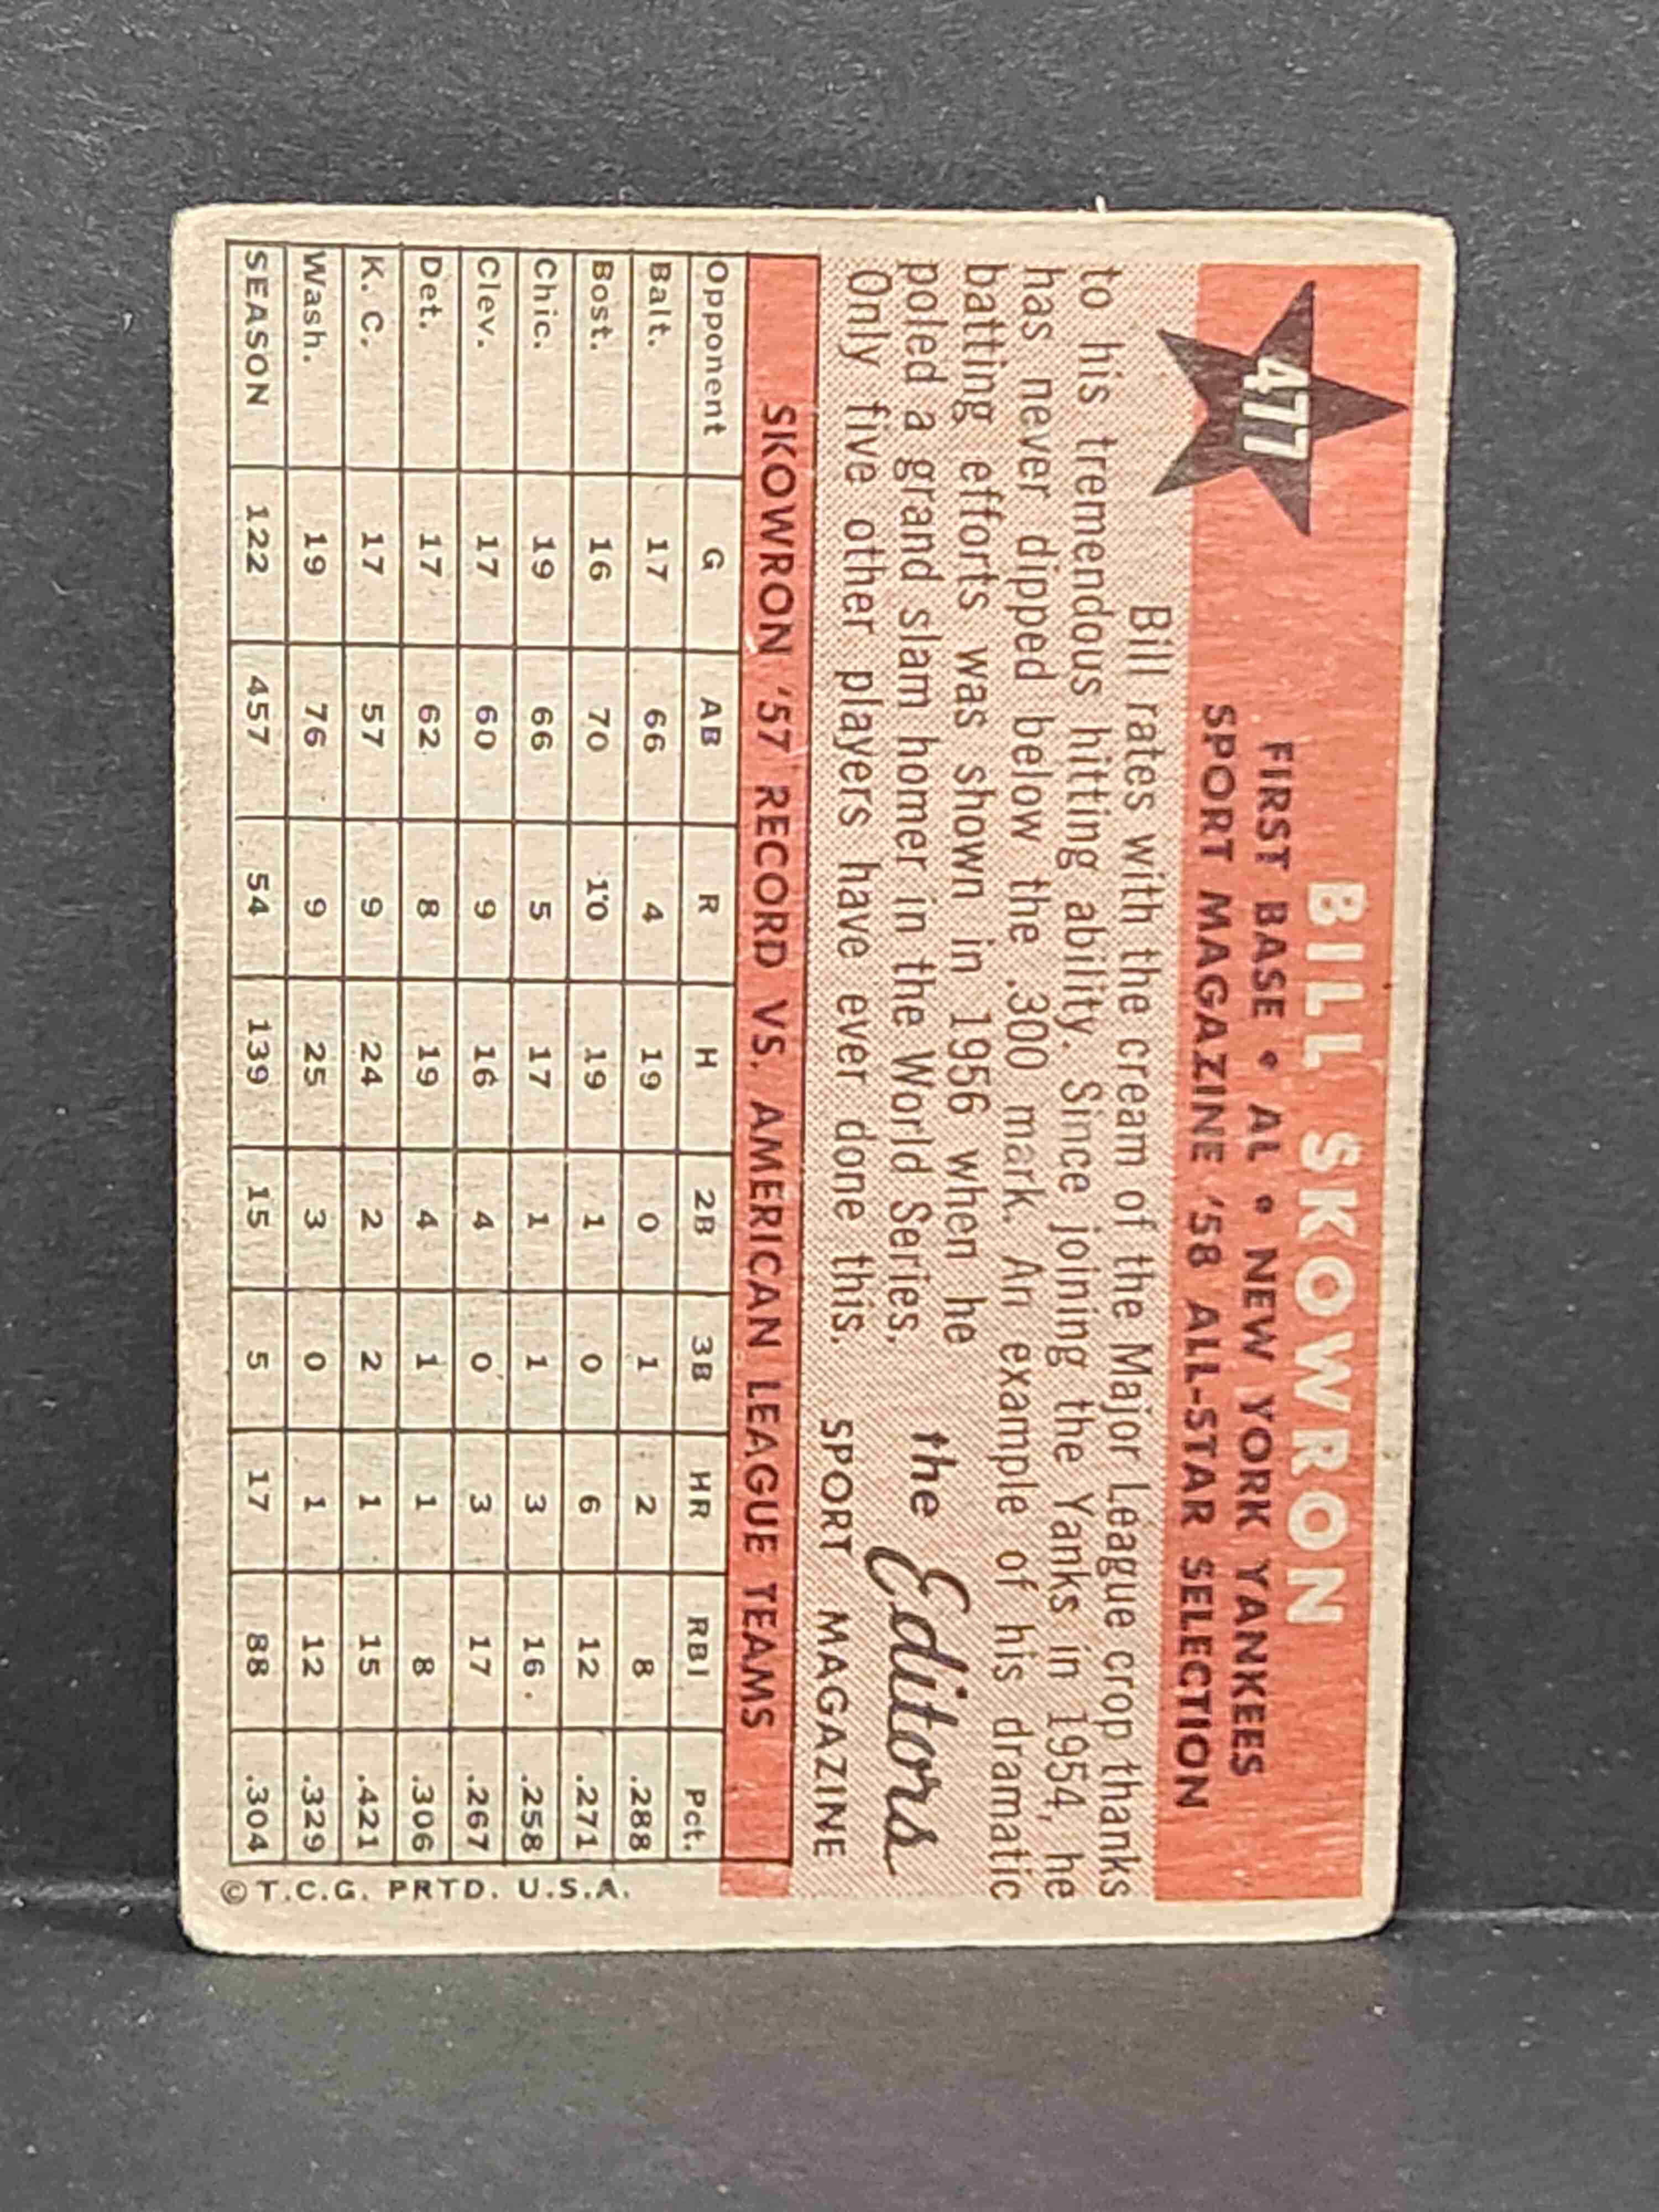 477
BILL SKOWRON
FIRST BASE • AL • NEW YORK YANKEES
SPORT MAGAZINE '58 ALL-STAR SELECTION
Bill rates with the cream of the Major League crop thanks
to his tremendous hitting ability. Since joining the Yanks in 1954, he
has never dipped below the .300 mark. An example of his dramatic
batting efforts was shown in 1956 when he
poled a grand slam homer in the World Series.
Only five other players have ever done this.
the Editors
SPORT MAGAZINE
SKOWRON '57 RECORD VS. AMERICAN LEAGUE TEAMS
Opponent G AB R H 2B 3B HR RBI Pct.
Balt. 17 66 4 19 0 1 2 8 .288
Bost. 16 70 10 19 1 0 6 12 .271
Chic. 19 66 5 17 1 1 3 16 .258
Clev. 17 60 9 16 4 0 3 17 .267
Det. 17 62 8 19 4 1 1 8 .306
K. C. 17 57 9 24 2 2 1 15 .421
Wash. 19 76 9 25 3 0 1 12 .329
SEASON 122 457 54 139 15 5 17 88 .304
© T.C.G. PRTD. U.S.A.